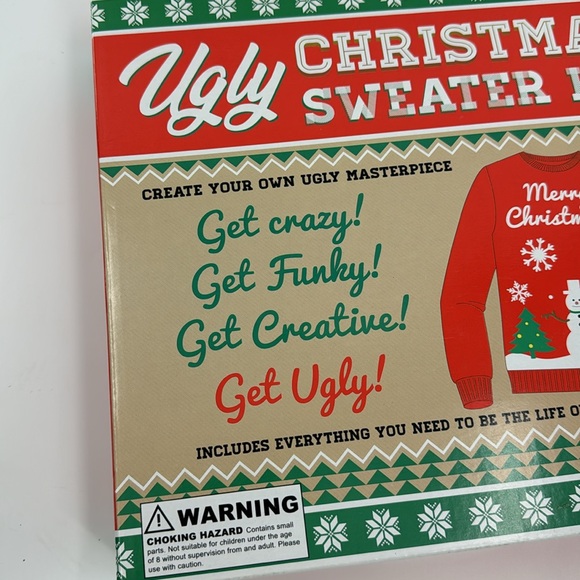 Ugly CHRISTMA
SWEATER
CREATE YOUR OWN UGLY MASTERPIECE
Get crazy!
Get Funky!
Get Creative!
Get Ugly!
Merry
Christm
INCLUDES EVERYTHING YOU NEED TO BE THE LIFE O
WARNING
CHOKING HAZARD Contains small
parts. Not suitable for children under the age
of 8 without supervision from and adult. Please
use with caution.